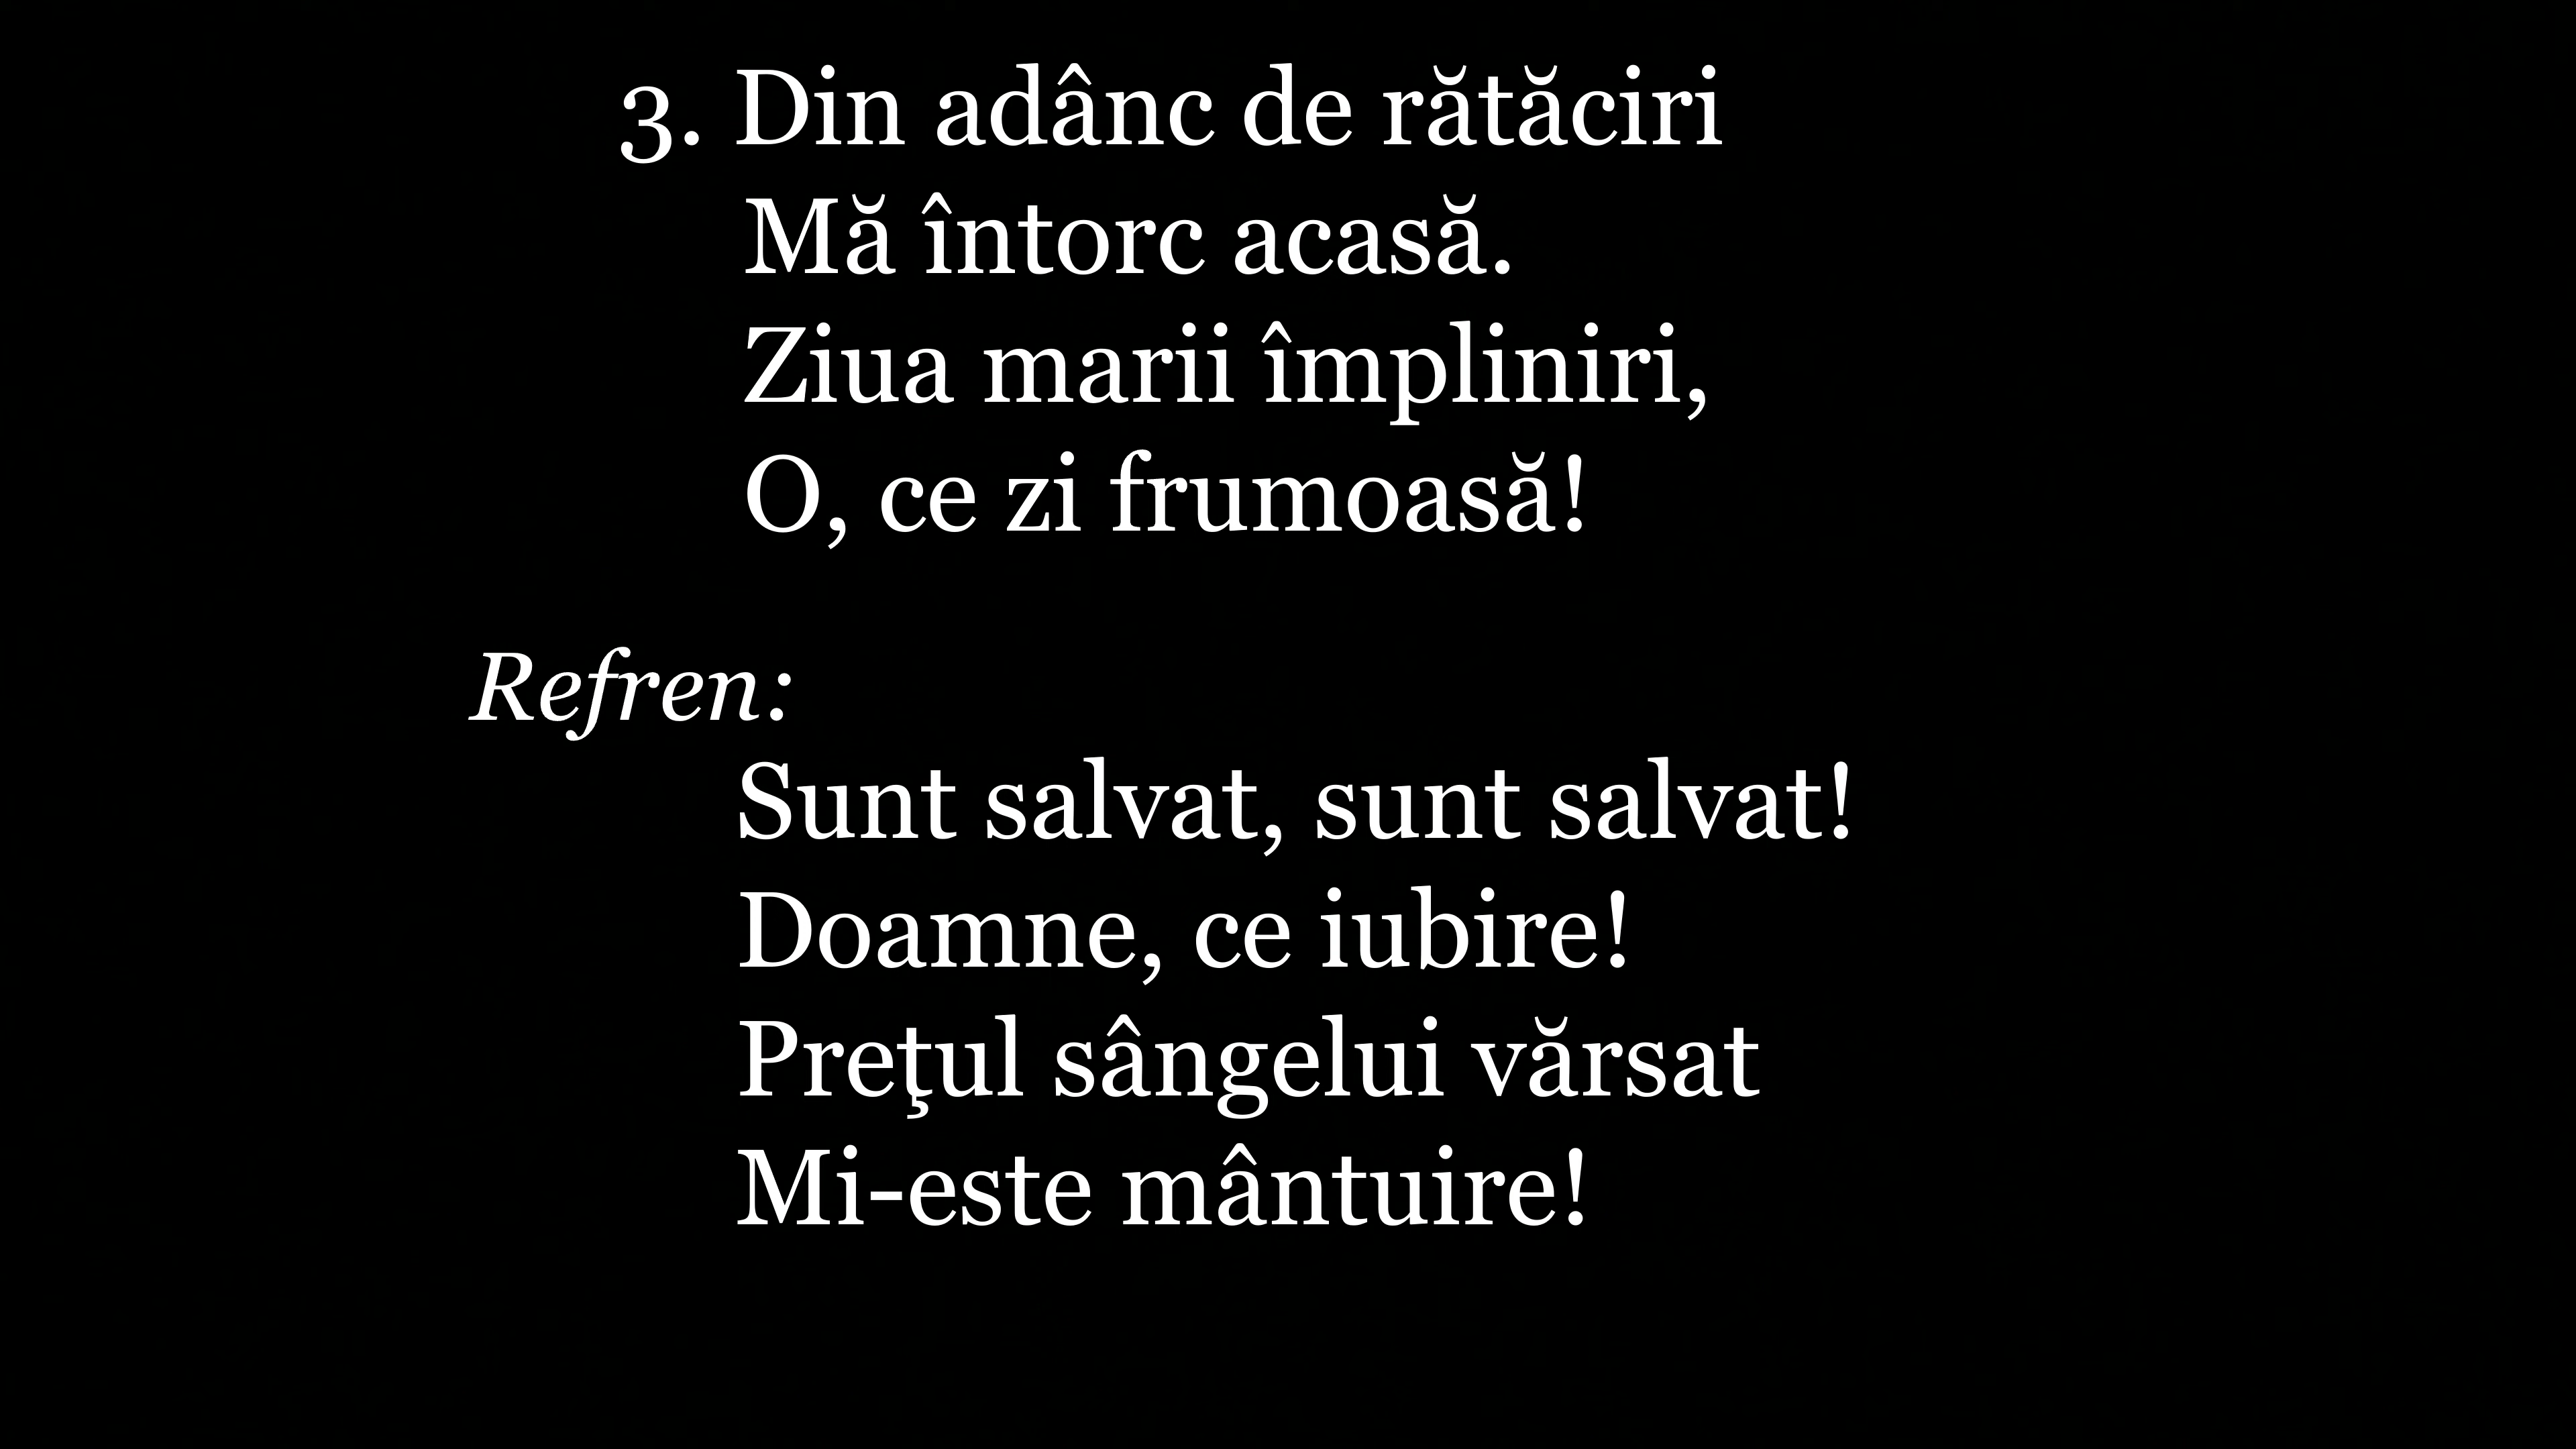 3. Din adânc de rătăciri
Mă întorc acasă.
Ziua marii împliniri,
O, ce zi frumoasă!
Refren:
Sunt salvat, sunt salvat!
Doamne, ce iubire!
Preţul sângelui vărsat
Mi-este mântuire!